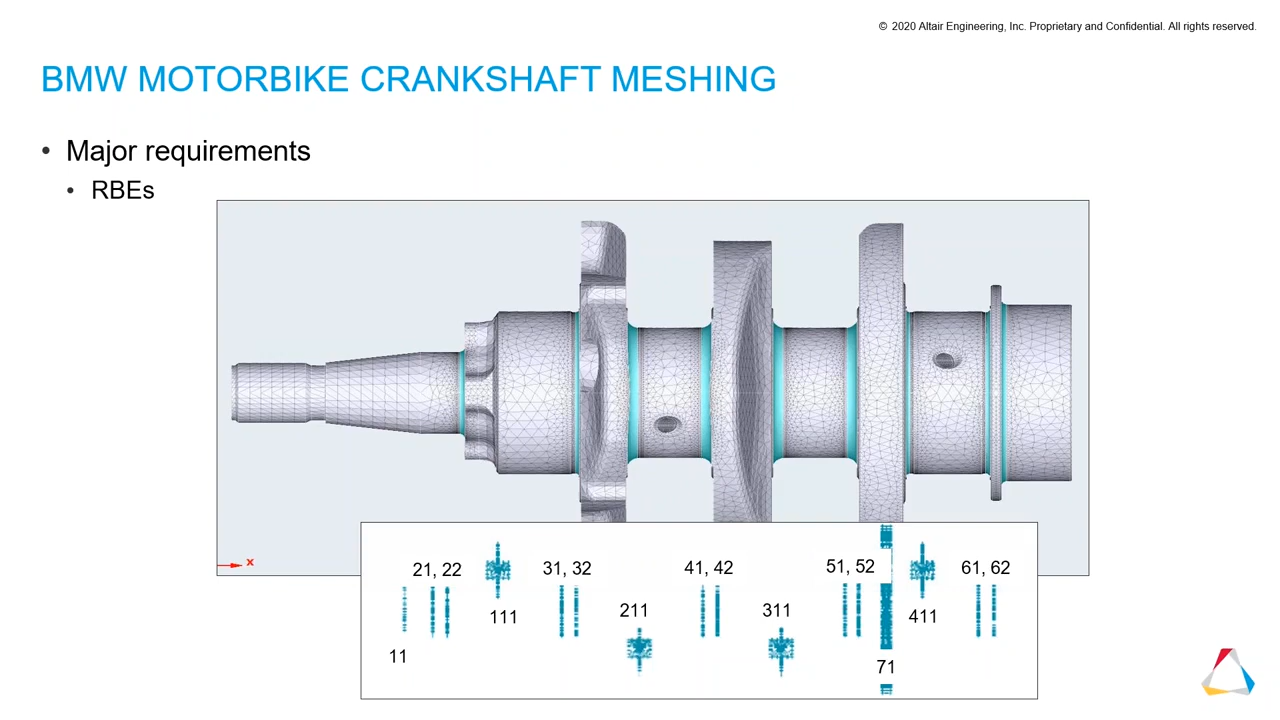 © 2020 Altair Engineering, Inc. Proprietary and Confidential. All rights reserved.
BMW MOTORBIKE CRANKSHAFT MESHING
• Major requirements
• RBEs
x
21, 22
31, 32
41, 42
51, 52
61, 62
111
211
311
411
11
71